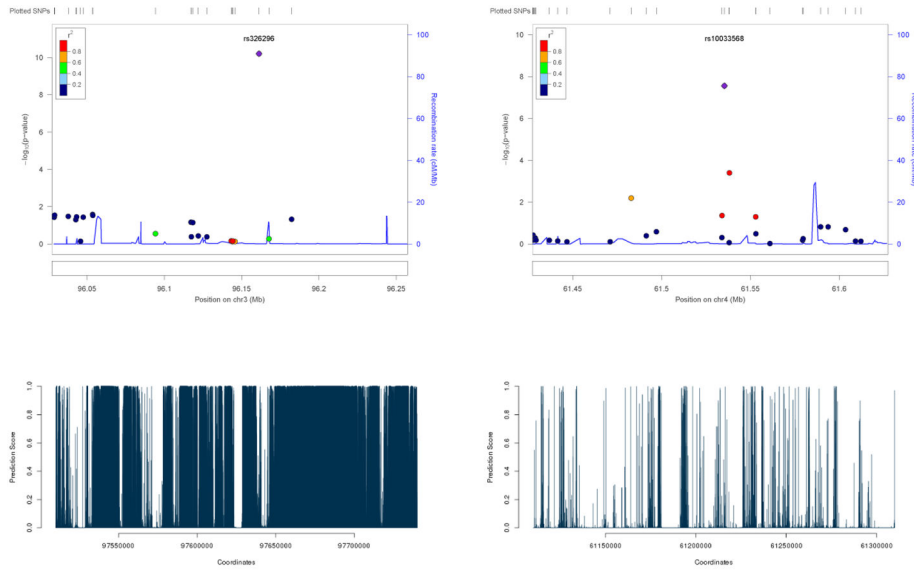 Plotted SNPs
rs326296
r²
0.8
0.6
0.4
0.2
10
8
6
4
2
0
−log₁₀(p-value)
100
80
60
40
20
0
Recombination rate (cM/Mb)
96.05 96.1 96.15 96.2 96.25
Position on chr3 (Mb)
Plotted SNPs
rs10033568
r²
0.8
0.6
0.4
0.2
10
8
6
4
2
0
−log₁₀(p-value)
100
80
60
40
20
0
Recombination rate (cM/Mb)
61.45 61.5 61.55 61.6
Position on chr4 (Mb)
Prediction Score
1.0
0.8
0.6
0.4
0.2
0.0
97550000 97600000 97650000 97700000
Coordinates
Prediction Score
1.0
0.8
0.6
0.4
0.2
0.0
61150000 61200000 61250000 61300000
Coordinates